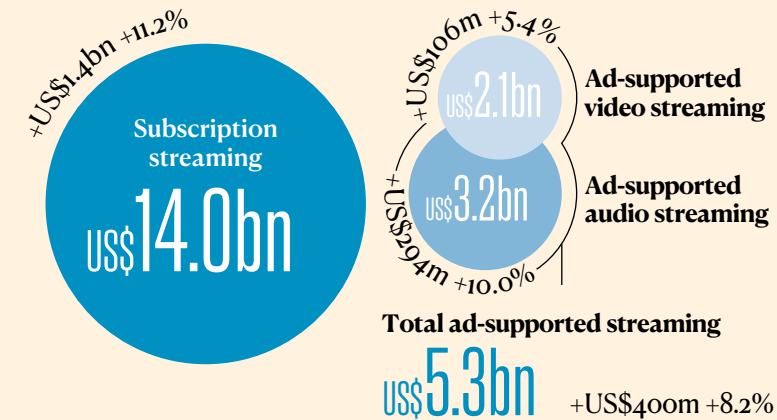 +US$1.4bn +11.2%
Subscription
streaming
US$14.0bn
+US$106m +5.4%
US$2.1bn
Ad-supported
video streaming
US$3.2bn
Ad-supported
audio streaming
+US$294m +10.0%
Total ad-supported streaming
US$5.3bn
+US$400m +8.2%